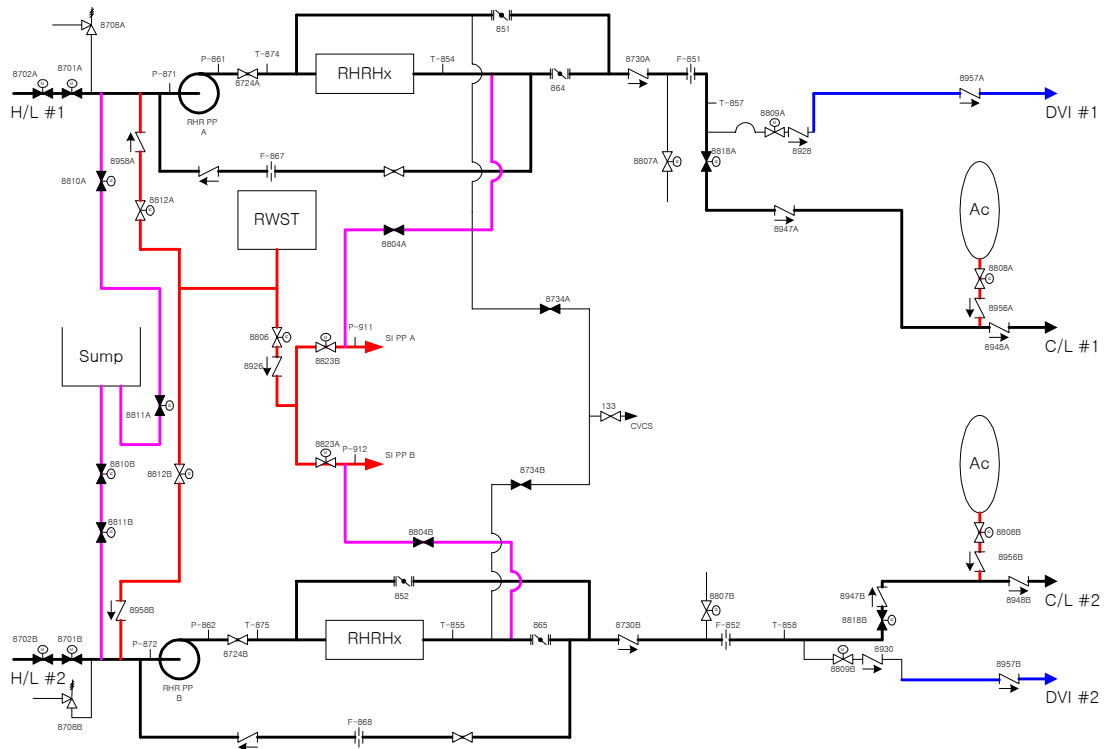 8708A
851
P-861
T-874
8702A
8701A
P-871
8724A
RHRHx
T-854
864
8730A
F-851
8957A
H/L #1
RHR PP
A
T-857
8809A
DVI #1
8928
8958A
F-867
8807A
8818A
8810A
8812A
RWST
Ac
8804A
8947A
8808A
8734A
8956A
8806
P-911
SI PP A
Sump
8926
8823B
8948A
C/L #1
8811A
133
CVCS
8823A
P-912
SI PP B
8810B
8812B
Ac
8734B
8811B
8804B
8808B
8956B
8958B
852
8807B
8947B
8948B
C/L #2
8818B
P-862
T-875
8702B
8701B
P-872
8724B
RHRHx
T-855
865
8730B
F-852
T-858
H/L #2
RHR PP
B
8809B
8930
8957B
DVI #2
8708B
F-868